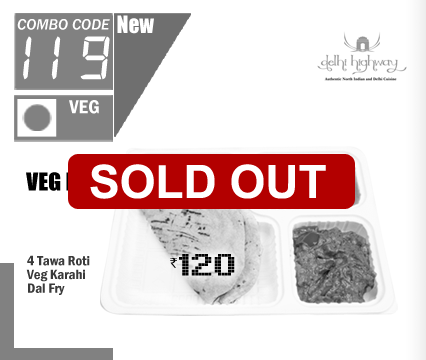 COMBO CODE
New
119
VEG
delhi highway
Authentic North Indian and Delhi Cuisine
VEG
SOLD OUT
₹120
4 Tawa Roti
Veg Karahi
Dal Fry